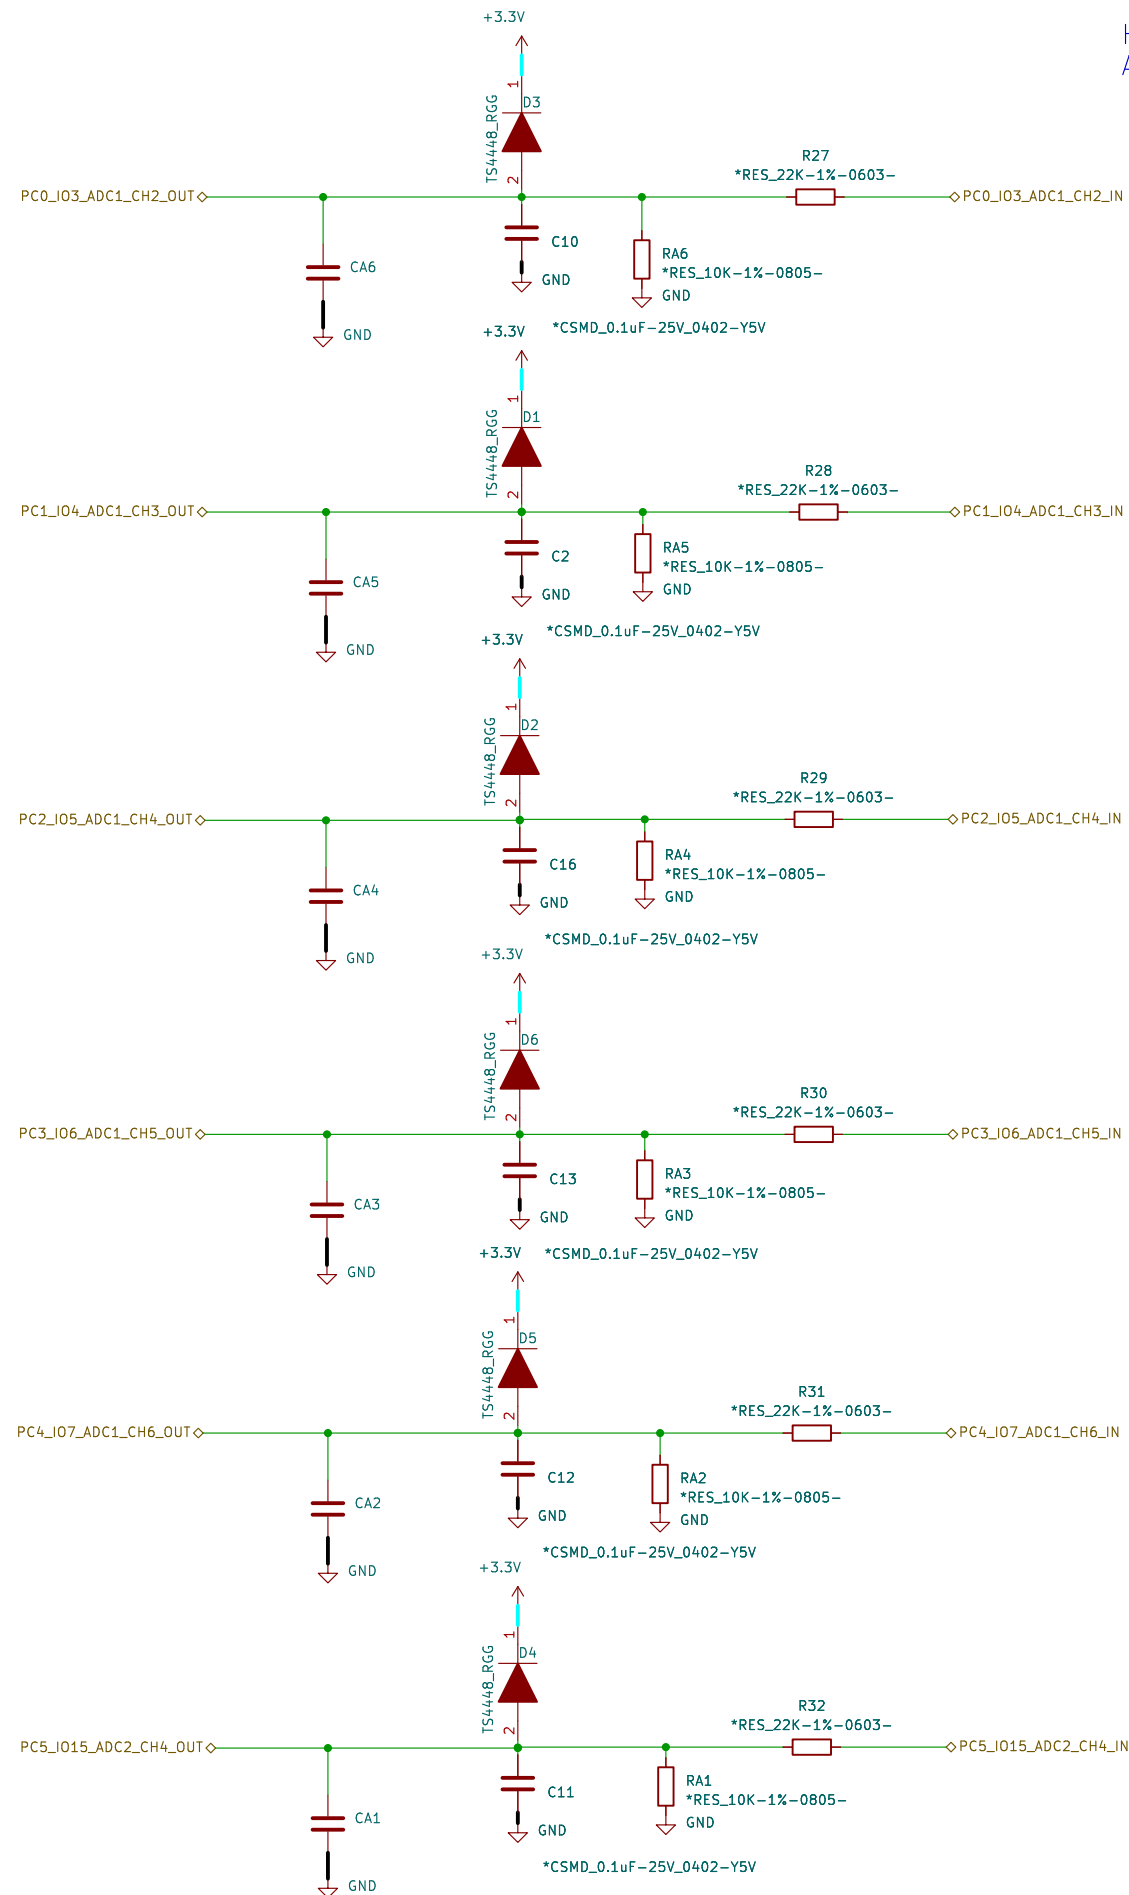 +3.3V
1
D3
TS4448_RGG
2
R27
*RES_22K-1%-0603-
PC0_IO3_ADC1_CH2_OUT
PC0_IO3_ADC1_CH2_IN
C10
RA6
*RES_10K-1%-0805-
CA6
GND
GND
GND
*CSMD_0.1uF-25V_0402-Y5V
+3.3V
1
D1
TS4448_RGG
2
R28
*RES_22K-1%-0603-
PC1_IO4_ADC1_CH3_OUT
PC1_IO4_ADC1_CH3_IN
C2
RA5
*RES_10K-1%-0805-
CA5
GND
GND
GND
*CSMD_0.1uF-25V_0402-Y5V
+3.3V
1
D2
TS4448_RGG
2
R29
*RES_22K-1%-0603-
PC2_IO5_ADC1_CH4_OUT
PC2_IO5_ADC1_CH4_IN
C16
RA4
*RES_10K-1%-0805-
CA4
GND
GND
GND
*CSMD_0.1uF-25V_0402-Y5V
+3.3V
1
D6
TS4448_RGG
2
R30
*RES_22K-1%-0603-
PC3_IO6_ADC1_CH5_OUT
PC3_IO6_ADC1_CH5_IN
C13
RA3
*RES_10K-1%-0805-
CA3
GND
GND
GND
*CSMD_0.1uF-25V_0402-Y5V
+3.3V
1
D5
TS4448_RGG
2
R31
*RES_22K-1%-0603-
PC4_IO7_ADC1_CH6_OUT
PC4_IO7_ADC1_CH6_IN
C12
RA2
*RES_10K-1%-0805-
CA2
GND
GND
GND
*CSMD_0.1uF-25V_0402-Y5V
+3.3V
1
D4
TS4448_RGG
2
R32
*RES_22K-1%-0603-
PC5_IO15_ADC2_CH4_OUT
PC5_IO15_ADC2_CH4_IN
C11
RA1
*RES_10K-1%-0805-
CA1
GND
GND
*CSMD_0.1uF-25V_0402-Y5V
GND